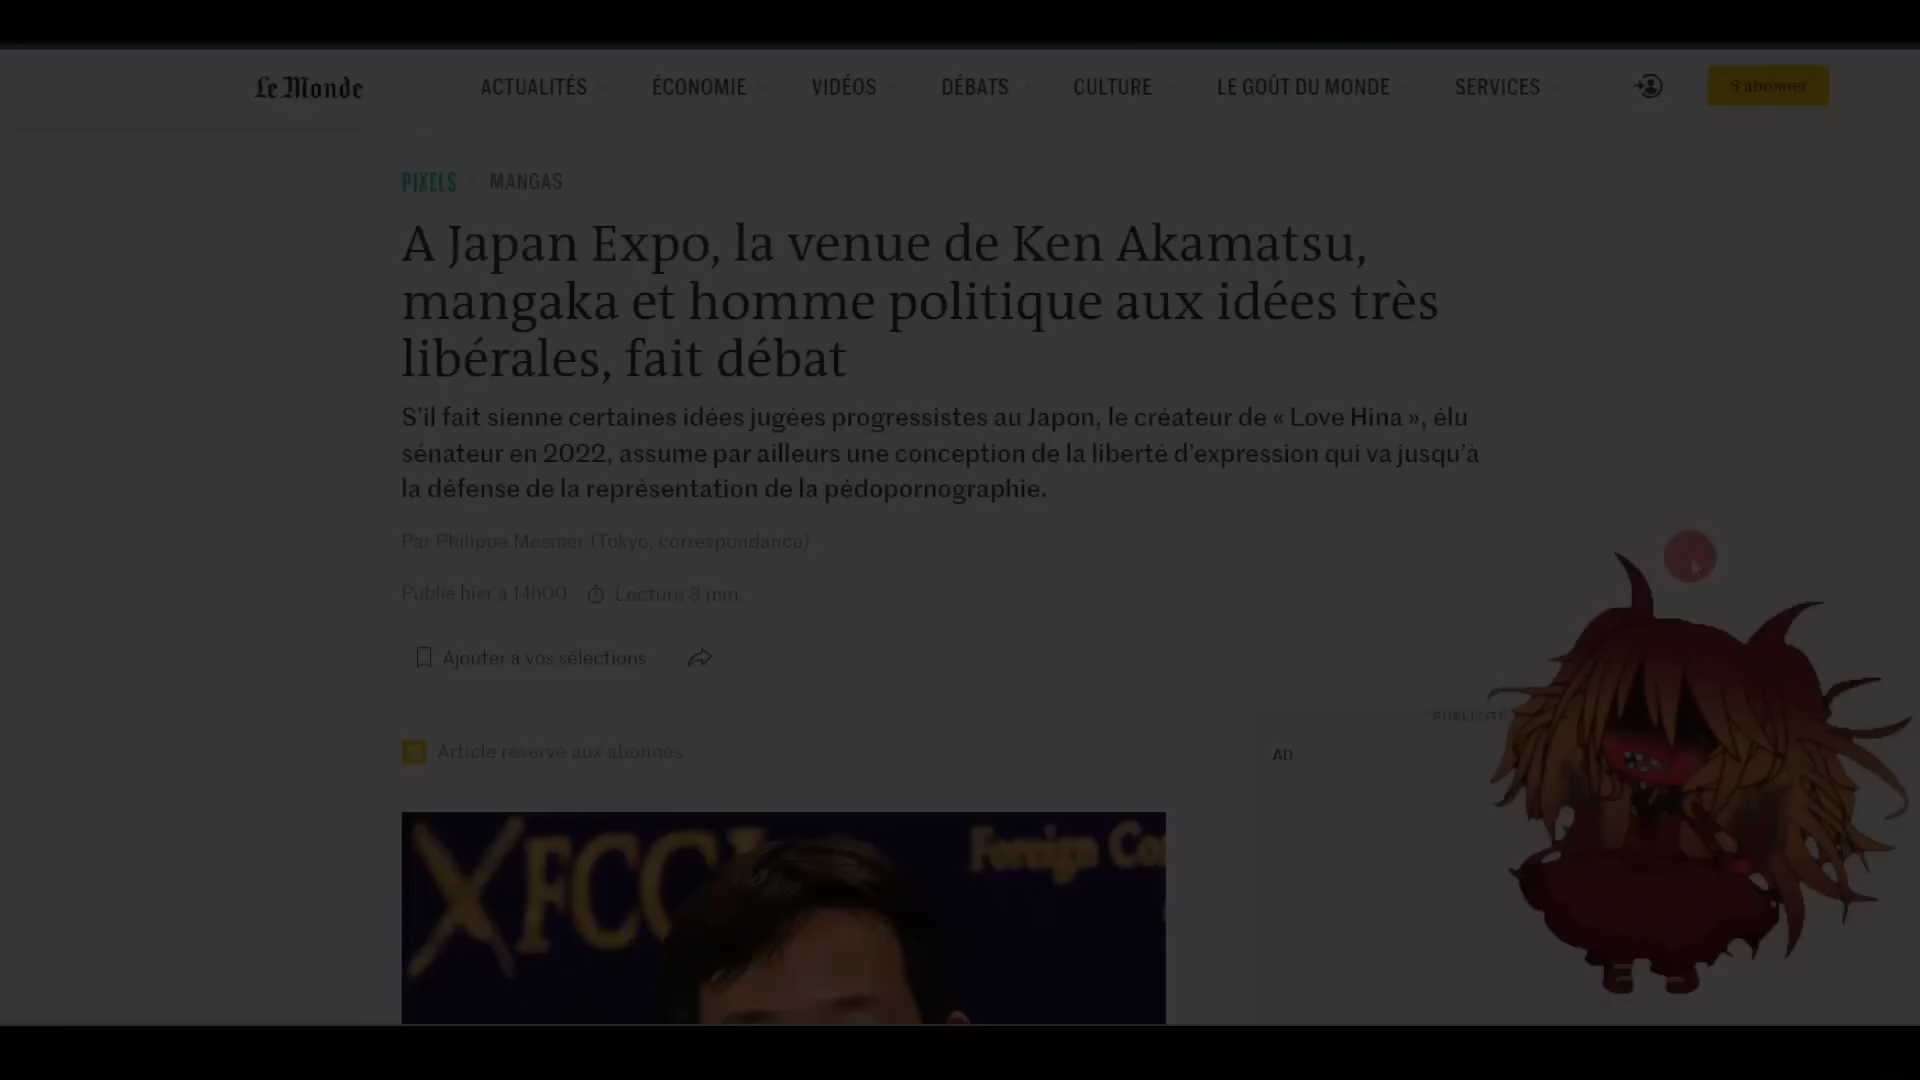 Le Monde
ACTUALITÉS
ÉCONOMIE
VIDÉOS
DÉBATS
CULTURE
LE GOÛT DU MONDE
SERVICES
S'abonner
PIXELS
MANGAS
A Japan Expo, la venue de Ken Akamatsu,
mangaka et homme politique aux idées très
libérales, fait débat
S'il fait sienne certaines idées jugées progressistes au Japon, le créateur de « Love Hina », élu
sénateur en 2022, assume par ailleurs une conception de la liberté d'expression qui va jusqu'à
la défense de la représentation de la pédopornographie.
Par Philippe Mesmer (Tokyo, correspondance)
Publié hier à 14h00 · Lecture 3 min.
Ajouter à vos sélections
PUBLICITÉ
Article réservé aux abonnés
AD
FCCJ
Foreign Co